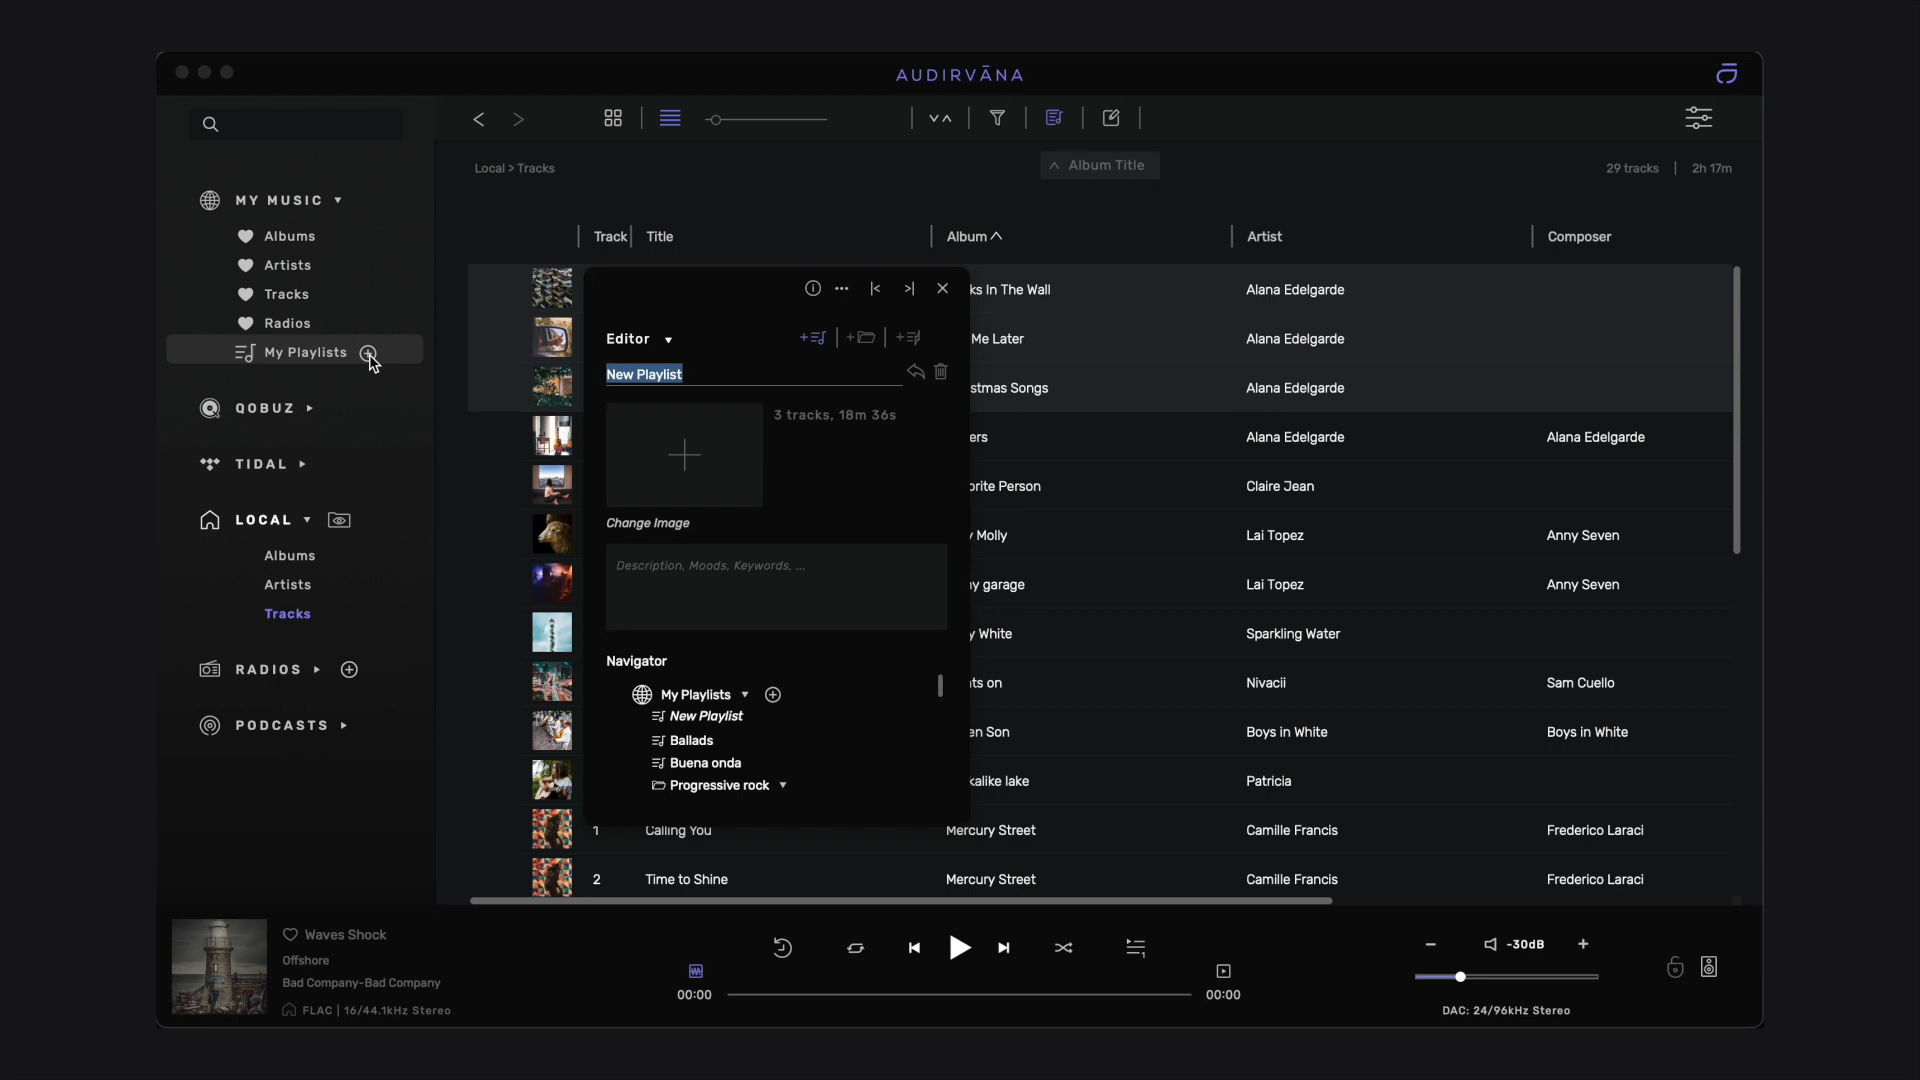 AUDIRVĀNA
Local > Tracks
Album Title
29 tracks | 2h 17m
MY MUSIC
Albums
Artists
Tracks
Radios
My Playlists
QOBUZ
TIDAL
LOCAL
Albums
Artists
Tracks
RADIOS
PODCASTS
Track Title Album Artist Composer
ks In The Wall Alana Edelgarde
Me Later Alana Edelgarde
stmas Songs Alana Edelgarde
ers Alana Edelgarde Alana Edelgarde
orite Person Claire Jean
Molly Lai Topez Anny Seven
y garage Lai Topez Anny Seven
y White Sparkling Water
ts on Nivacii Sam Cuello
en Son Boys in White Boys in White
kalike lake Patricia
1 Calling You Mercury Street Camille Francis Frederico Laraci
2 Time to Shine Mercury Street Camille Francis Frederico Laraci
Editor
New Playlist
3 tracks, 18m 36s
Change Image
Description, Moods, Keywords, ...
Navigator
My Playlists
New Playlist
Ballads
Buena onda
Progressive rock
Waves Shock
Offshore
Bad Company-Bad Company
FLAC | 16/44.1kHz Stereo
00:00
00:00
-30dB
DAC: 24/96kHz Stereo